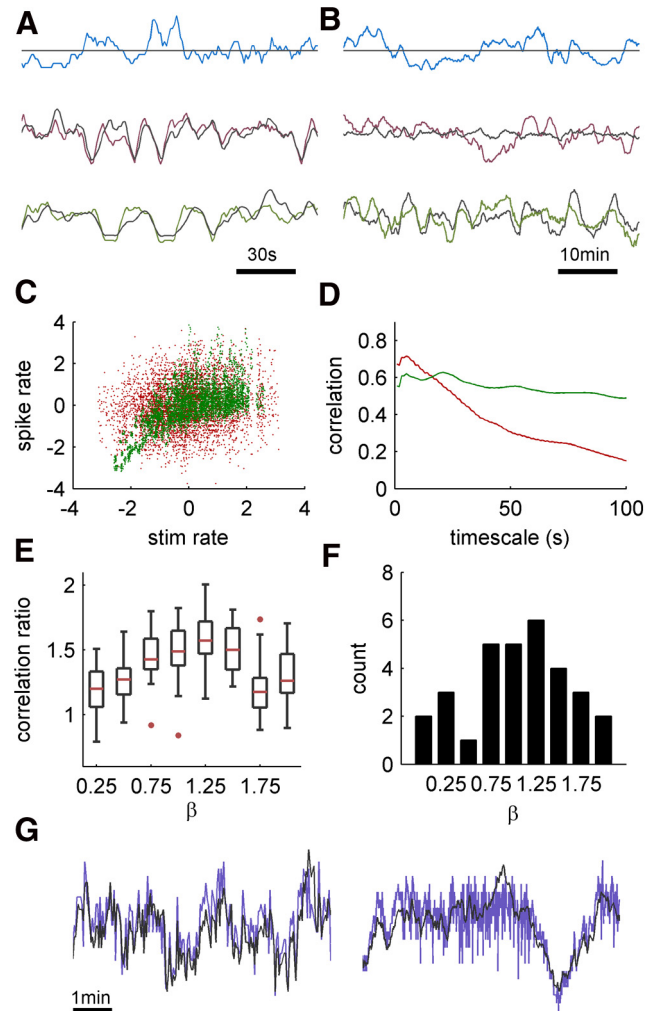 A
B
30s
10min
C
4
2
0
-2
-4
spike rate
-4 -2 0 2 4
stim rate
D
0.8
0.6
0.4
0.2
0
correlation
50 100
timescale (s)
E
2
1.5
1
correlation ratio
0.25 0.75 1.25 1.75
β
F
8
6
4
2
0
count
0.25 0.75 1.25 1.75
β
G
1min